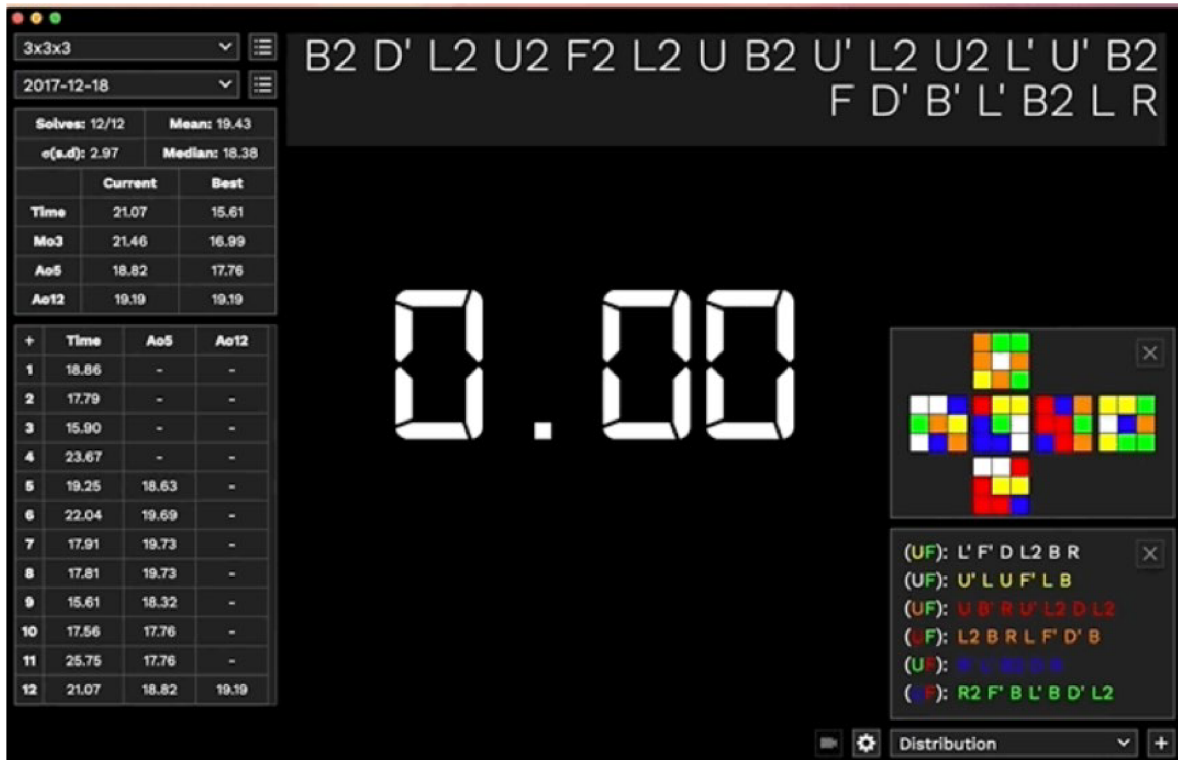 3x3x3
2017-12-18
B2 D' L2 U2 F2 L2 U B2 U' L2 U2 L' U' B2
F D' B' L' B2 L R
Solves: 12/12 Mean: 19.43
σ(s.d): 2.97 Median: 18.38
Current Best
Time 21.07 15.61
Mo3 21.46 16.99
Ao5 18.82 17.76
Ao12 19.19 19.19
+ Time Ao5 Ao12
1 18.86 - -
2 17.79 - -
3 15.90 - -
4 23.67 - -
5 19.25 18.63 -
6 22.04 19.69 -
7 17.91 19.73 -
8 17.81 19.73 -
9 15.61 18.32 -
10 17.56 17.76 -
11 25.75 17.76 -
12 21.07 18.82 19.19
0.00
(UF): L' F' D L2 B R
(UF): U' L U F' L B
(UF): U B' R U' L2 D L2
(UF): L2 B R L F' D' B
(UF):
(UF): R2 F' B L' B D' L2
Distribution
+